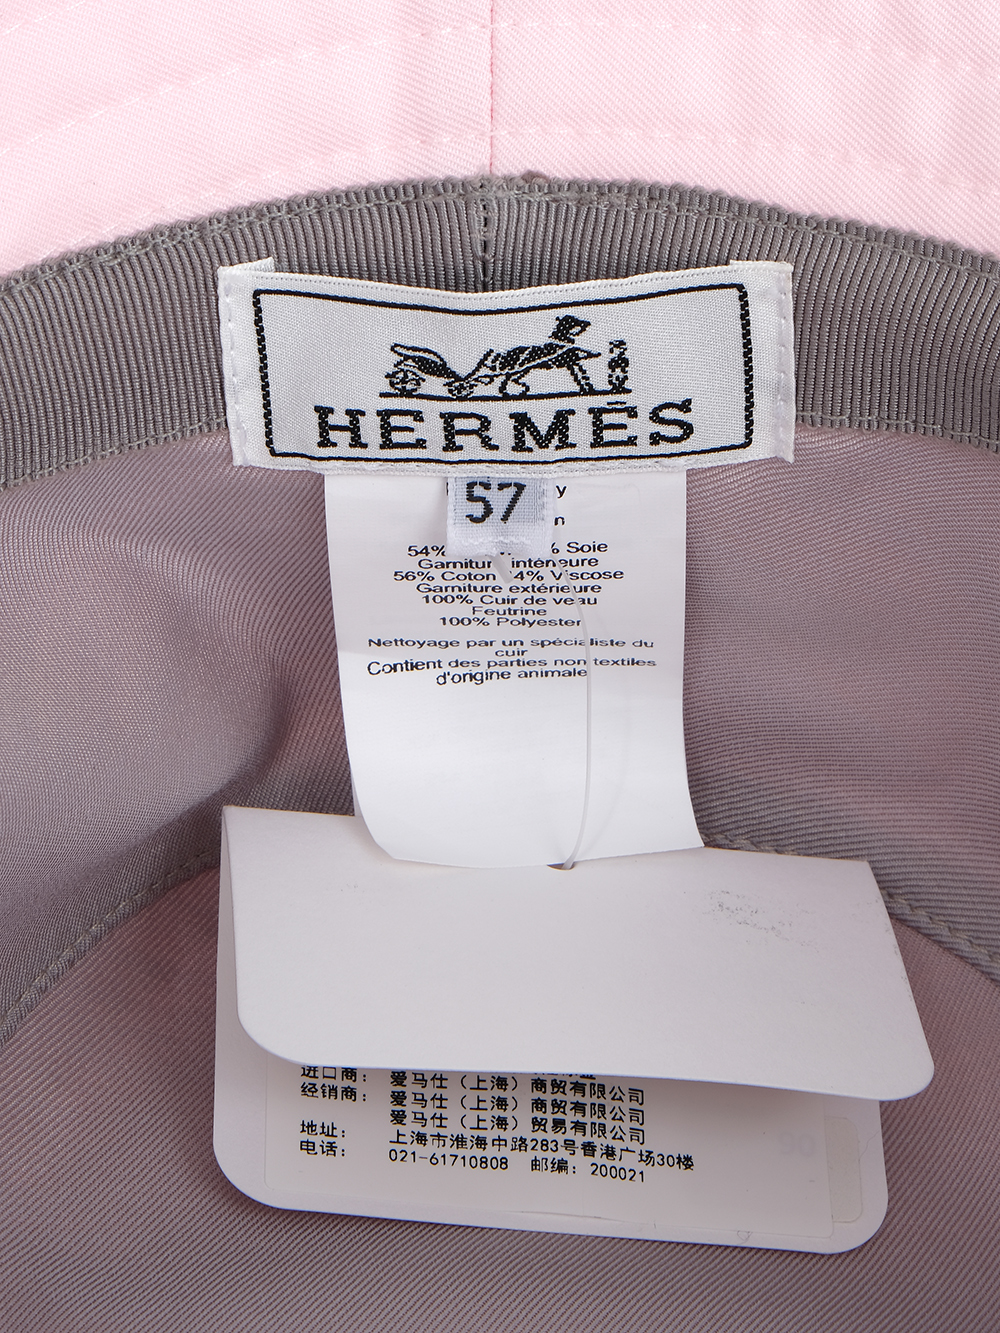 HERMÈS
57
y
n
54% % Soie
Garniture intérieure
56% Coton 44% Viscose
Garniture extérieure
100% Cuir de veau
Feutrine
100% Polyester
Nettoyage par un spécialiste du
cuir
Contient des parties non textiles
d'origine animale
进口商： 爱马仕（上海）商贸有限公司
经销商： 爱马仕（上海）商贸有限公司
爱马仕（上海）贸易有限公司
地址： 上海市淮海中路283号香港广场30楼
电话： 021-61710808 邮编：200021